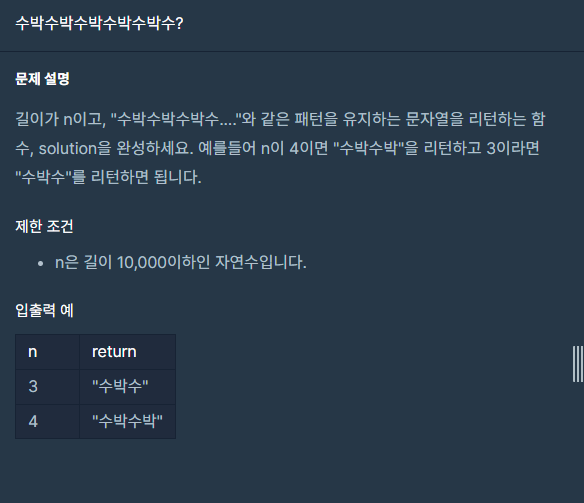 수박수박수박수박수박수?
문제 설명
길이가 n이고, "수박수박수박수...."와 같은 패턴을 유지하는 문자열을 리턴하는 함
수, solution을 완성하세요. 예를들어 n이 4이면 "수박수박"을 리턴하고 3이라면
"수박수"를 리턴하면 됩니다.
제한 조건
• n은 길이 10,000이하인 자연수입니다.
입출력 예
n return
3 "수박수"
4 "수박수박"